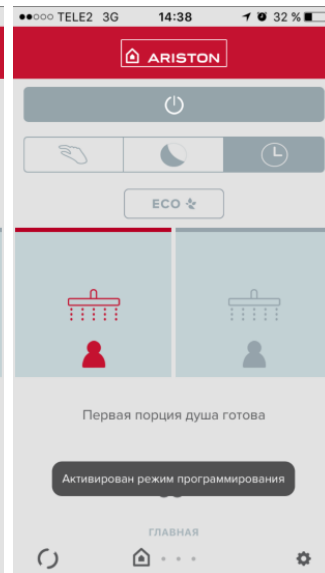 TELE2 3G 14:38 32 %
ARISTON
ECO
Первая порция душа готова
Активирован режим программирования
ГЛАВНАЯ